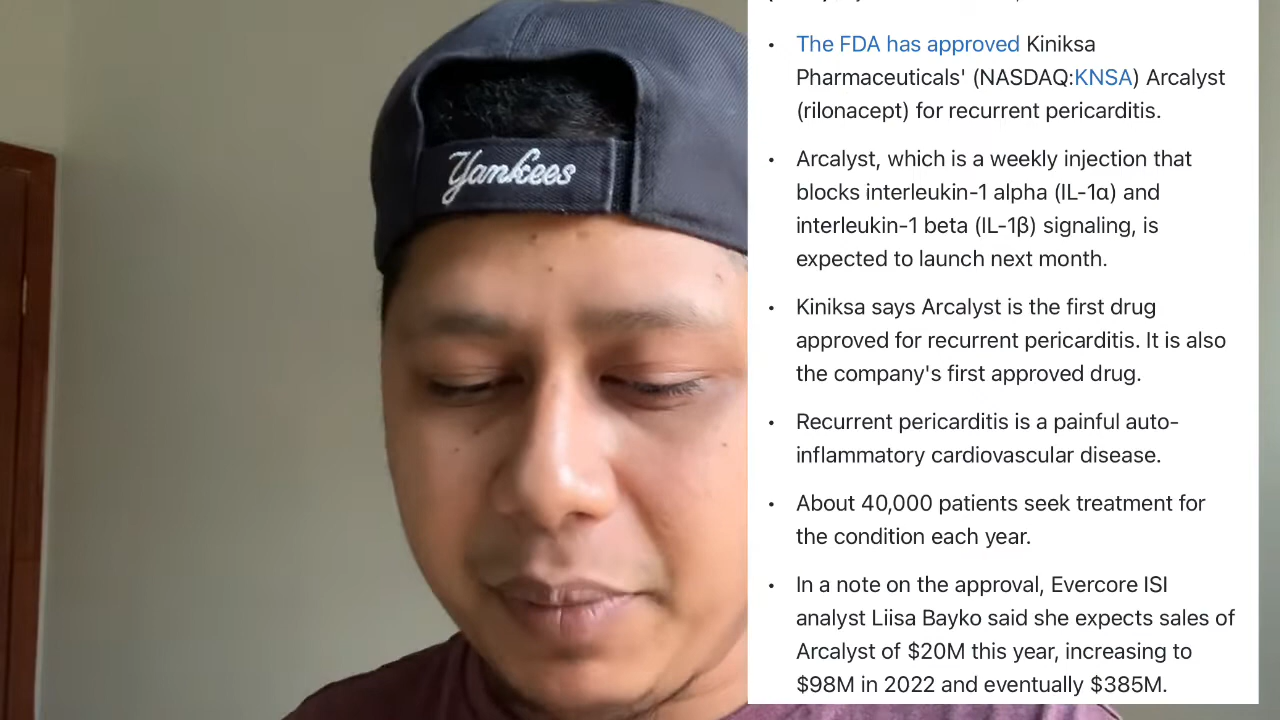 Yankees
• The FDA has approved Kiniksa
Pharmaceuticals' (NASDAQ:KNSA) Arcalyst
(rilonacept) for recurrent pericarditis.
• Arcalyst, which is a weekly injection that
blocks interleukin-1 alpha (IL-1α) and
interleukin-1 beta (IL-1β) signaling, is
expected to launch next month.
• Kiniksa says Arcalyst is the first drug
approved for recurrent pericarditis. It is also
the company's first approved drug.
• Recurrent pericarditis is a painful auto-
inflammatory cardiovascular disease.
• About 40,000 patients seek treatment for
the condition each year.
• In a note on the approval, Evercore ISI
analyst Liisa Bayko said she expects sales of
Arcalyst of $20M this year, increasing to
$98M in 2022 and eventually $385M.